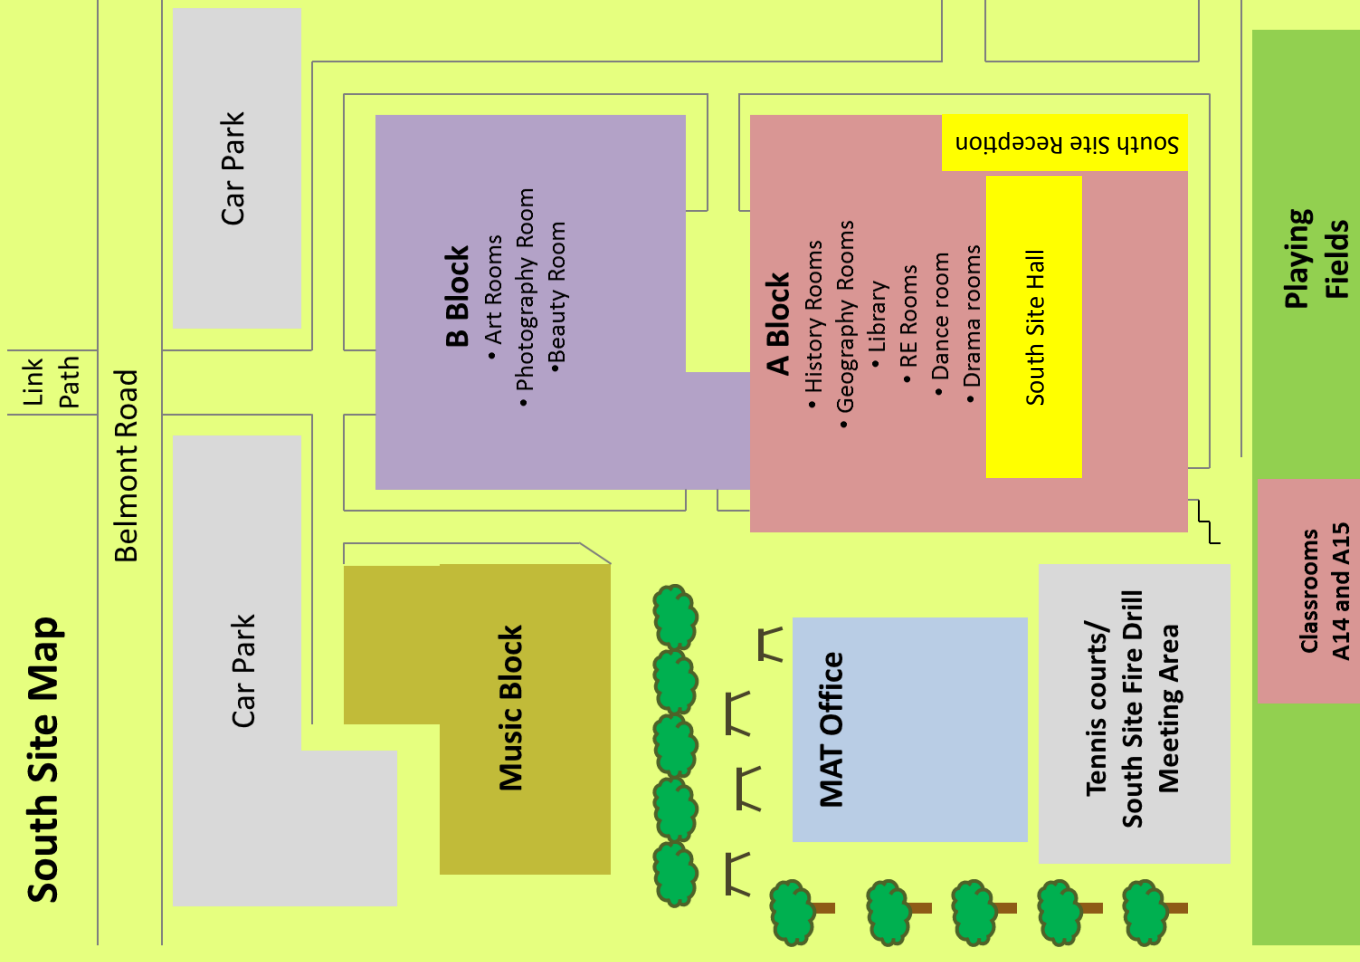 South Site Map
Link
Path
Belmont Road
Car Park
Car Park
B Block
• Art Rooms
• Photography Room
•Beauty Room
A Block
• History Rooms
• Geography Rooms
• Library
• RE Rooms
• Dance room
• Drama rooms
South Site Hall
South Site Reception
Music Block
MAT Office
Tennis courts/
South Site Fire Drill
Meeting Area
Playing
Fields
Classrooms
A14 and A15